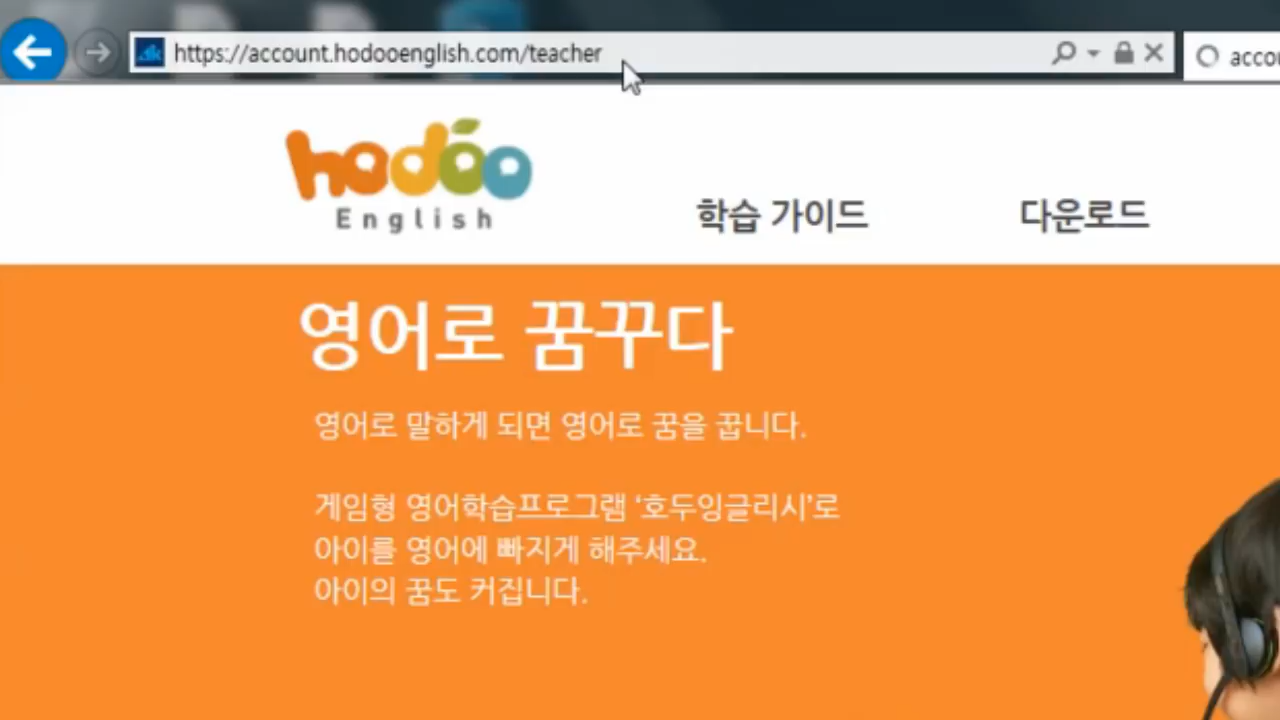 https://account.hodooenglish.com/teacher
acco
hodoo
English
학습 가이드
다운로드
영어로 꿈꾸다
영어로 말하게 되면 영어로 꿈을 꿉니다.
게임형 영어학습프로그램 ‘호두잉글리시’로
아이를 영어에 빠지게 해주세요.
아이의 꿈도 커집니다.